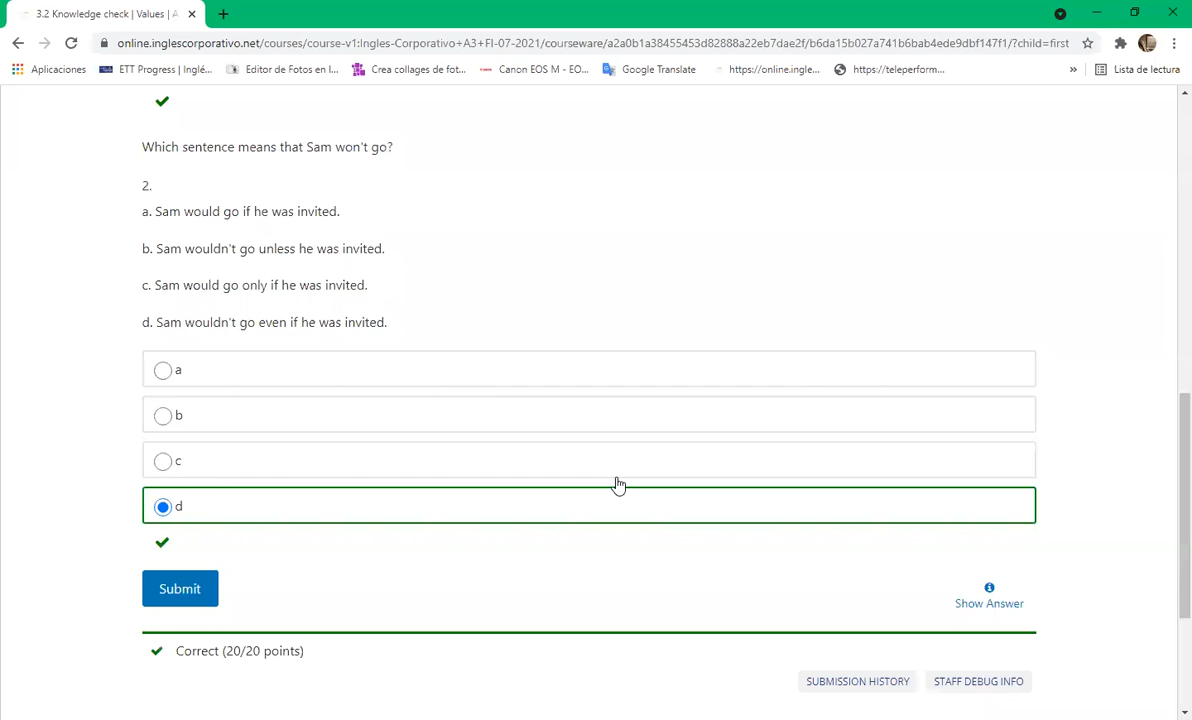 3.2 Knowledge check | Values | A
online.inglescorporativo.net/courses/course-v1:Ingles-Corporativo+A3+FI-07-2021/courseware/a2a0b1a38455453d82888a22eb7dae2f/b6da15b027a741b6bab4ede9dbf147f1/?child=first
Aplicaciones ETT Progress | Inglé... Editor de Fotos en l... Crea collages de fot... Canon EOS M - EO... Google Translate https://online.ingle... https://teleperform... » Lista de lectura
Which sentence means that Sam won't go?
2.
a. Sam would go if he was invited.
b. Sam wouldn't go unless he was invited.
c. Sam would go only if he was invited.
d. Sam wouldn't go even if he was invited.
a
b
c
d
Submit
Show Answer
Correct (20/20 points)
SUBMISSION HISTORY STAFF DEBUG INFO